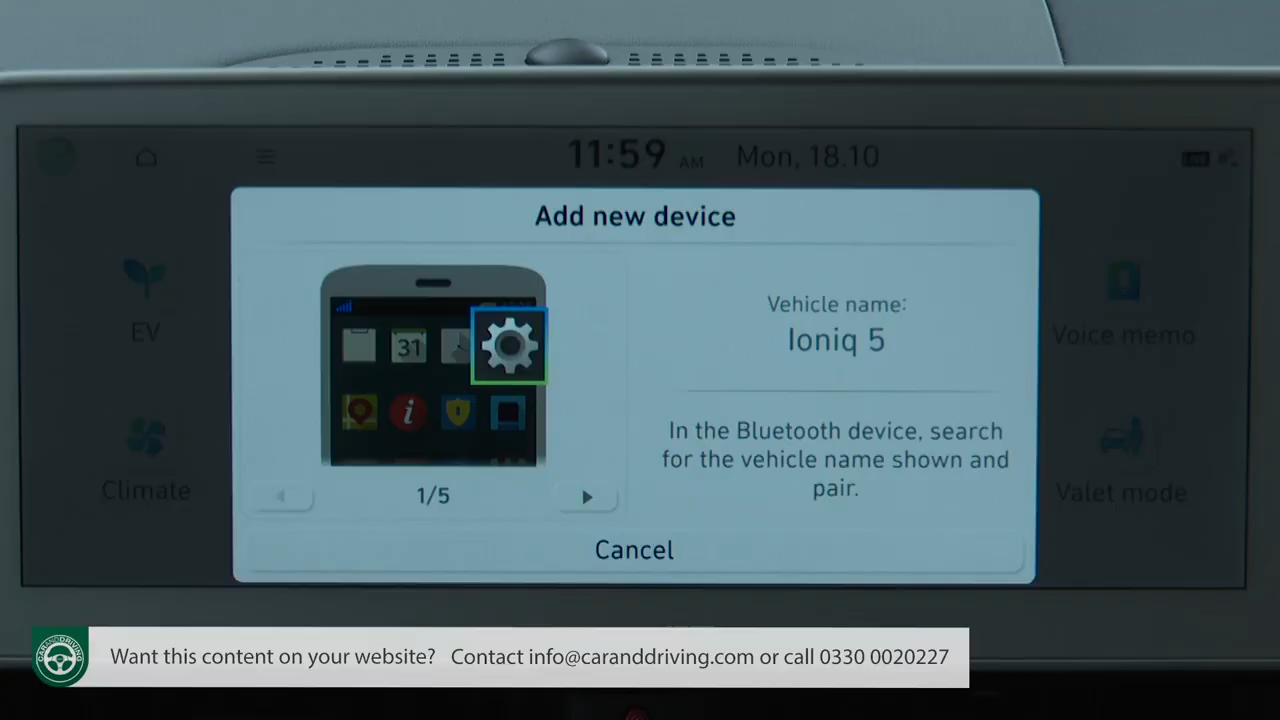 11:59 AM Mon, 18.10
Add new device
EV
31
Vehicle name:
Ioniq 5
Voice memo
i
In the Bluetooth device, search
for the vehicle name shown and
pair.
Climate
1/5
Valet mode
Cancel
CARANDDRIVING
Want this content on your website? Contact info@caranddriving.com or call 0330 0020227